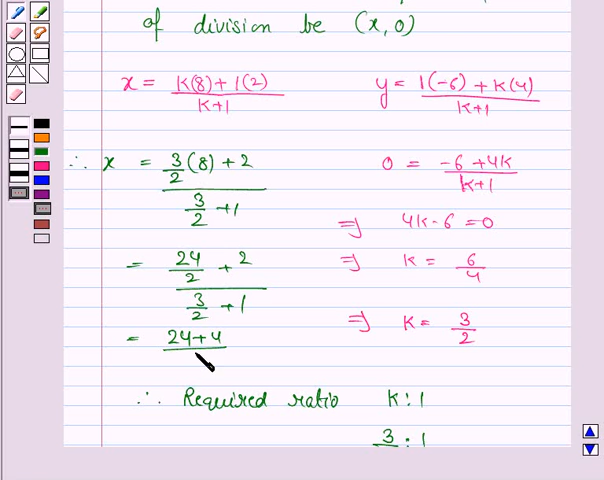 of division be (x, 0)
x = K(8) + 1(2) / K+1
y = 1(-6) + K(4) / K+1
∴ x = 3/2 (8) + 2 / 3/2 + 1
0 = -6 + 4K / K+1
⇒ 4K - 6 = 0
= 24/2 + 2 / 3/2 + 1
⇒ K = 6/4
= 24+4
⇒ K = 3/2
∴ Required ratio K : 1
3 : 1